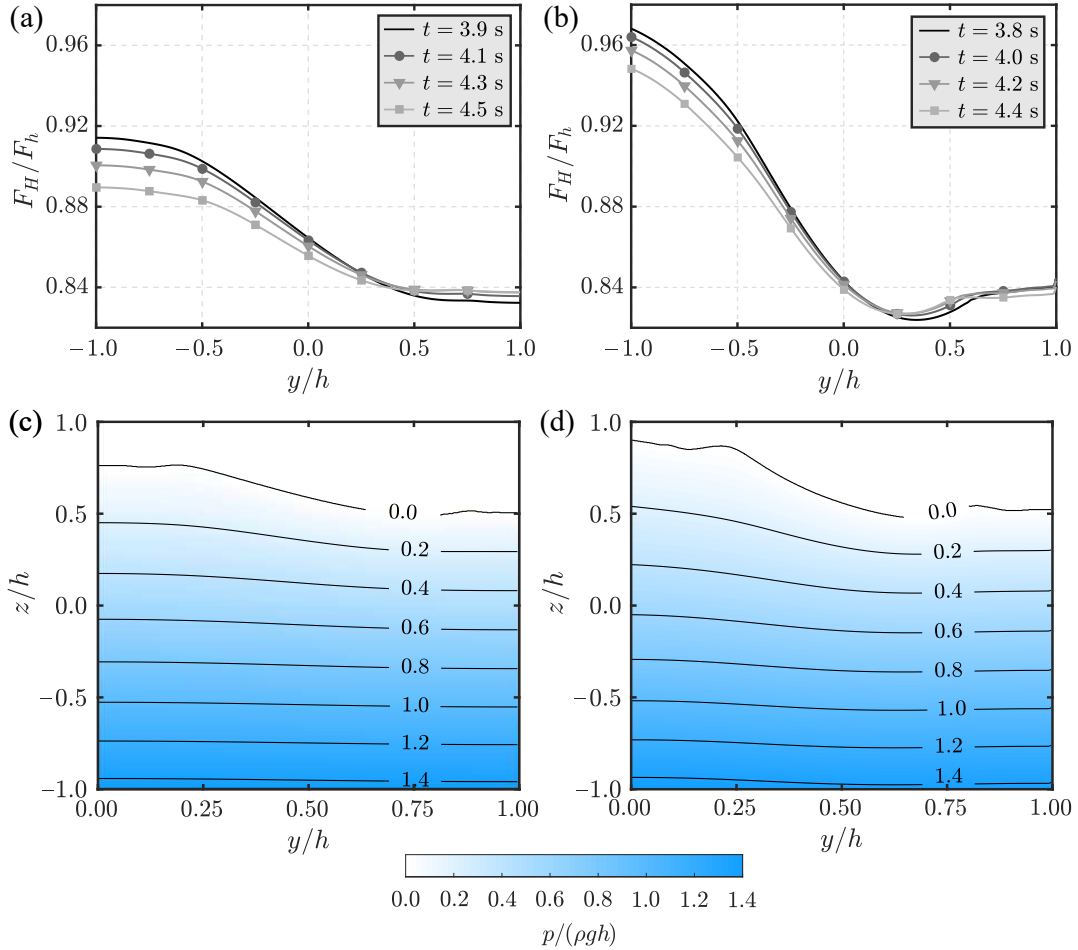 (a)
0.96
0.92
0.88
0.84
F_H/F_h
t = 3.9 s
t = 4.1 s
t = 4.3 s
t = 4.5 s
−1.0 −0.5 0.0 0.5 1.0
y/h
(b)
0.96
0.92
0.88
0.84
F_H/F_h
t = 3.8 s
t = 4.0 s
t = 4.2 s
t = 4.4 s
−1.0 −0.5 0.0 0.5 1.0
y/h
(c)
1.0
0.5
0.0
−0.5
−1.0
z/h
0.0
0.2
0.4
0.6
0.8
1.0
1.2
1.4
0.00 0.25 0.50 0.75 1.00
y/h
(d)
1.0
0.5
0.0
−0.5
−1.0
z/h
0.0
0.2
0.4
0.6
0.8
1.0
1.2
1.4
0.00 0.25 0.50 0.75 1.00
y/h
0.0 0.2 0.4 0.6 0.8 1.0 1.2 1.4
p/(ρgh)